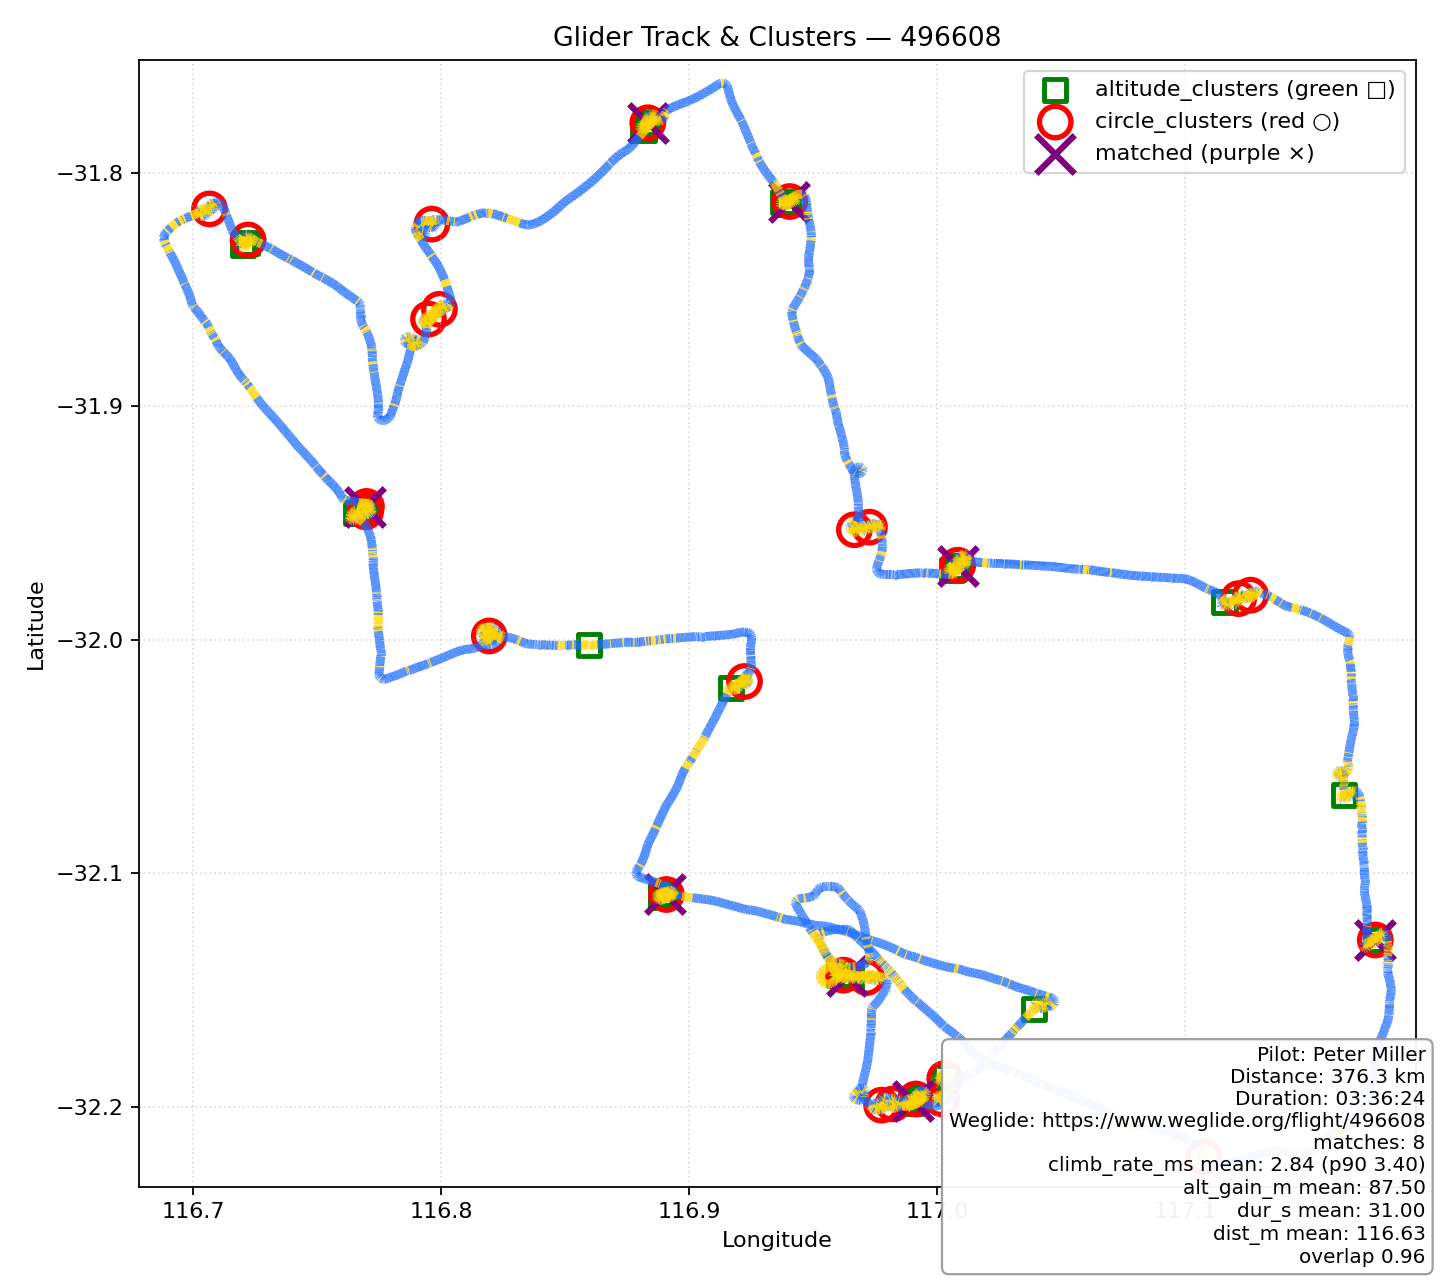 Glider Track & Clusters — 496608
altitude_clusters (green □)
circle_clusters (red ○)
matched (purple ×)
−31.8
−31.9
−32.0
−32.1
−32.2
Latitude
116.7
116.8
116.9
117.0
117.1
Longitude
Pilot: Peter Miller
Distance: 376.3 km
Duration: 03:36:24
Weglide: https://www.weglide.org/flight/496608
matches: 8
climb_rate_ms mean: 2.84 (p90 3.40)
alt_gain_m mean: 87.50
dur_s mean: 31.00
dist_m mean: 116.63
overlap 0.96